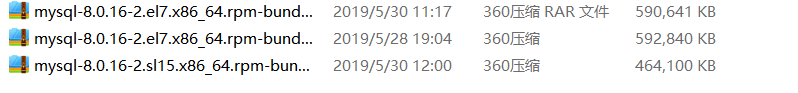 mysql-8.0.16-2.el7.x86_64.rpm-bund... 2019/5/30 11:17 360压缩 RAR 文件 590,641 KB
mysql-8.0.16-2.el7.x86_64.rpm-bund... 2019/5/28 19:04 360压缩 592,840 KB
mysql-8.0.16-2.sl15.x86_64.rpm-bun... 2019/5/30 12:00 360压缩 464,100 KB